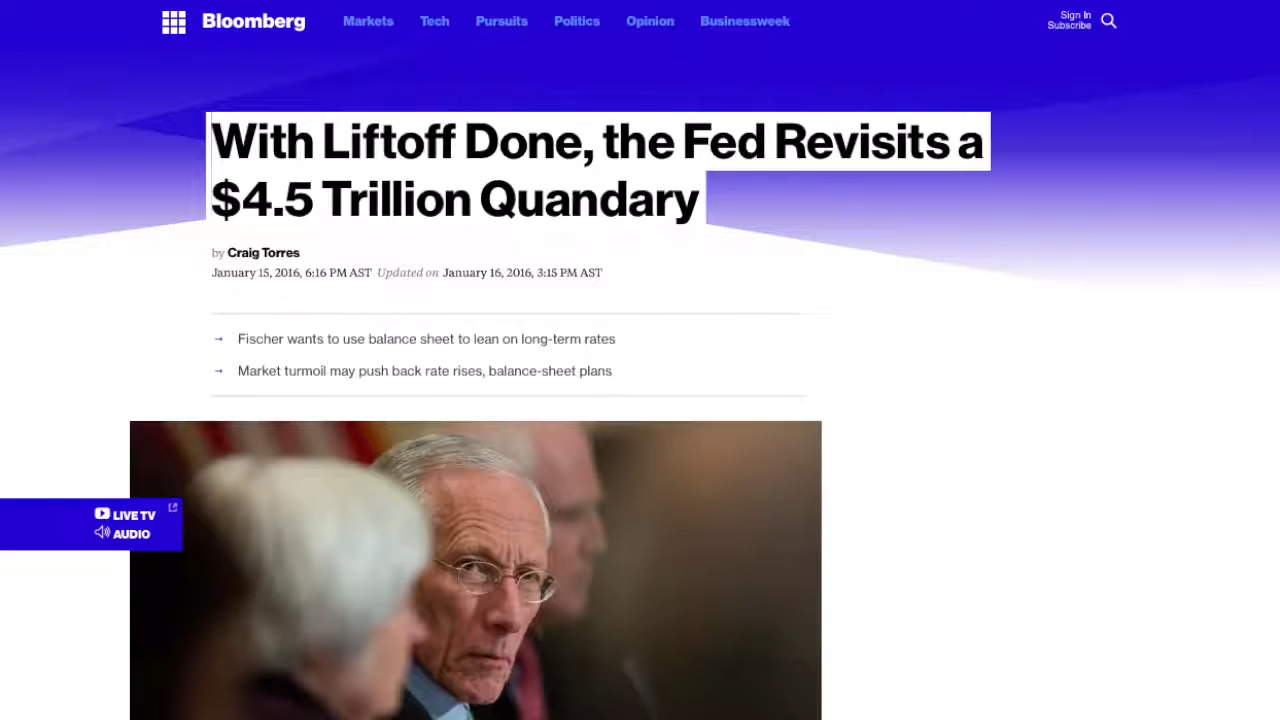 Bloomberg
Markets Tech Pursuits Politics Opinion Businessweek
Sign In
Subscribe
With Liftoff Done, the Fed Revisits a
$4.5 Trillion Quandary
by Craig Torres
January 15, 2016, 6:16 PM AST Updated on January 16, 2016, 3:15 PM AST
→ Fischer wants to use balance sheet to lean on long-term rates
→ Market turmoil may push back rate rises, balance-sheet plans
LIVE TV
AUDIO